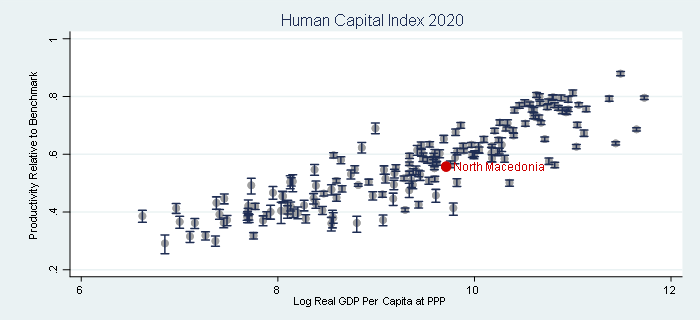 Human Capital Index 2020
Productivity Relative to Benchmark
1
.8
.6
.4
.2
North Macedonia
6
8
10
12
Log Real GDP Per Capita at PPP